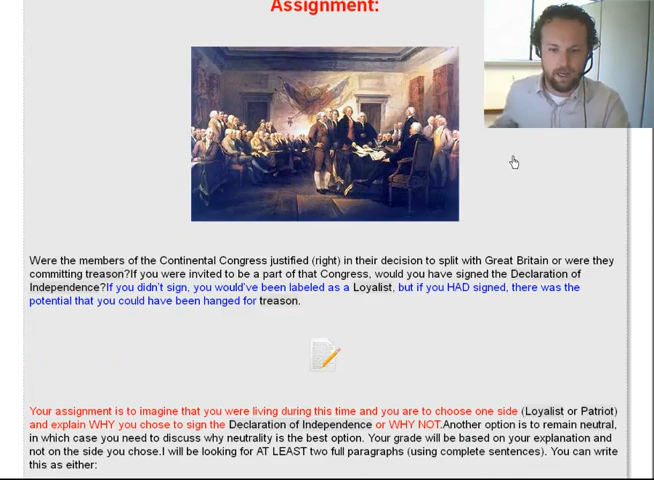 Assignment:
Were the members of the Continental Congress justified (right) in their decision to split with Great Britain or were they
committing treason?If you were invited to be a part of that Congress, would you have signed the Declaration of
Independence?If you didn't sign, you would've been labeled as a Loyalist, but if you HAD signed, there was the
potential that you could have been hanged for treason.
Your assignment is to imagine that you were living during this time and you are to choose one side (Loyalist or Patriot)
and explain WHY you chose to sign the Declaration of Independence or WHY NOT.Another option is to remain neutral,
in which case you need to discuss why neutrality is the best option. Your grade will be based on your explanation and
not on the side you chose.I will be looking for AT LEAST two full paragraphs (using complete sentences). You can write
this as either: